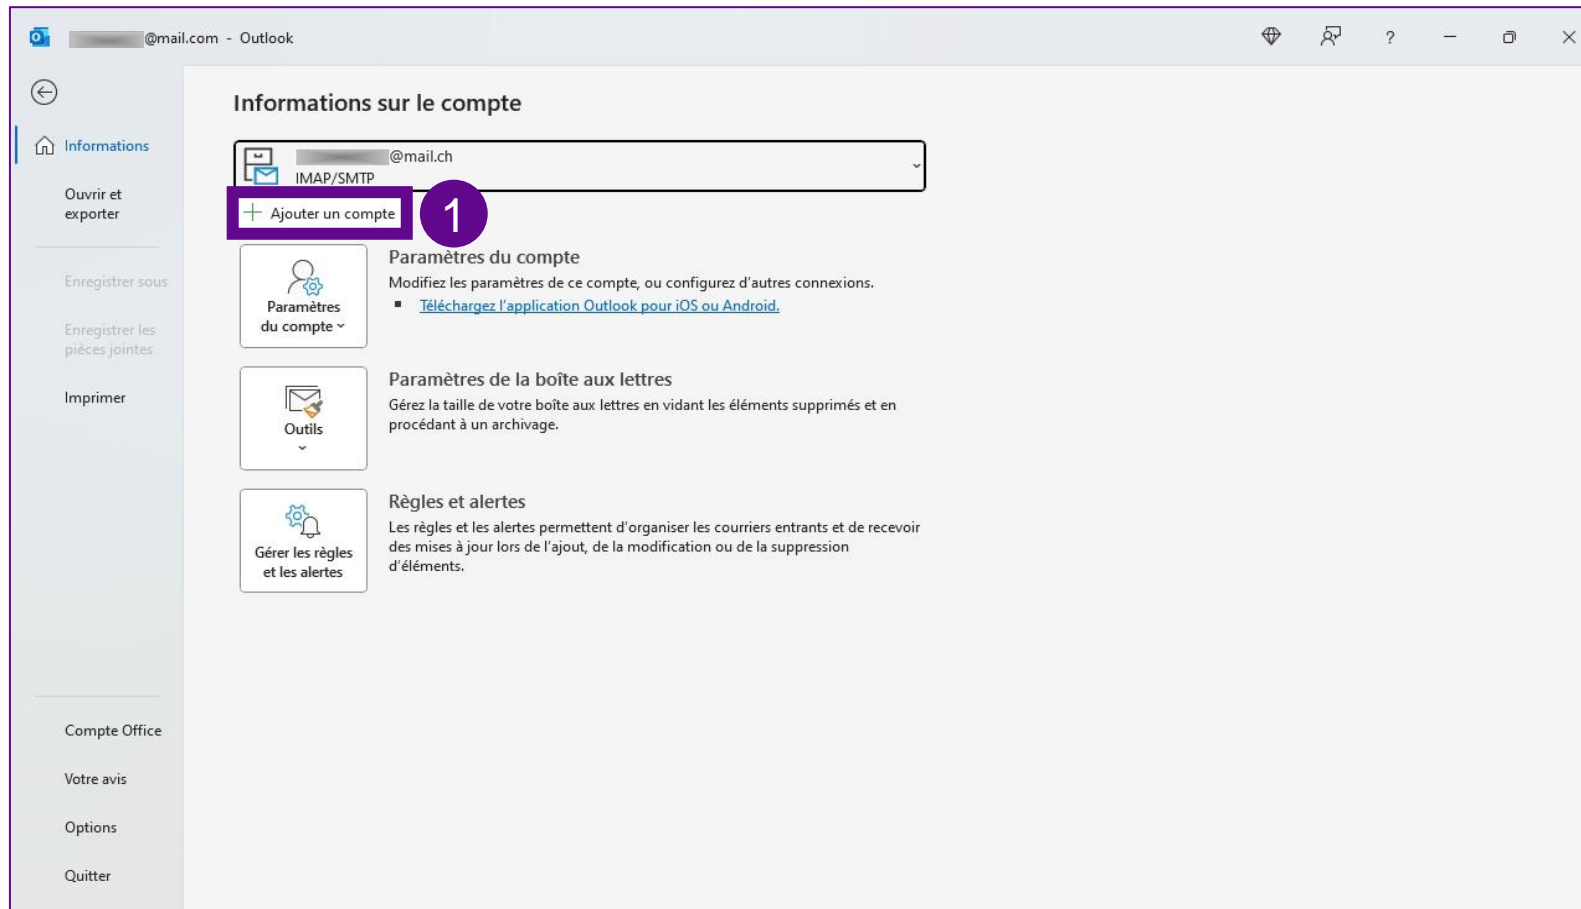 @mail.com - Outlook
?
Informations sur le compte
Informations
@mail.ch
IMAP/SMTP
Ouvrir et
exporter
+ Ajouter un compte
1
Enregistrer sous
Enregistrer les
pièces jointes
Imprimer
Paramètres
du compte
Paramètres du compte
Modifiez les paramètres de ce compte, ou configurez d'autres connexions.
▪ Téléchargez l'application Outlook pour iOS ou Android.
Outils
Paramètres de la boîte aux lettres
Gérez la taille de votre boîte aux lettres en vidant les éléments supprimés et en
procédant à un archivage.
Gérer les règles
et les alertes
Règles et alertes
Les règles et les alertes permettent d'organiser les courriers entrants et de recevoir
des mises à jour lors de l'ajout, de la modification ou de la suppression
d'éléments.
Compte Office
Votre avis
Options
Quitter